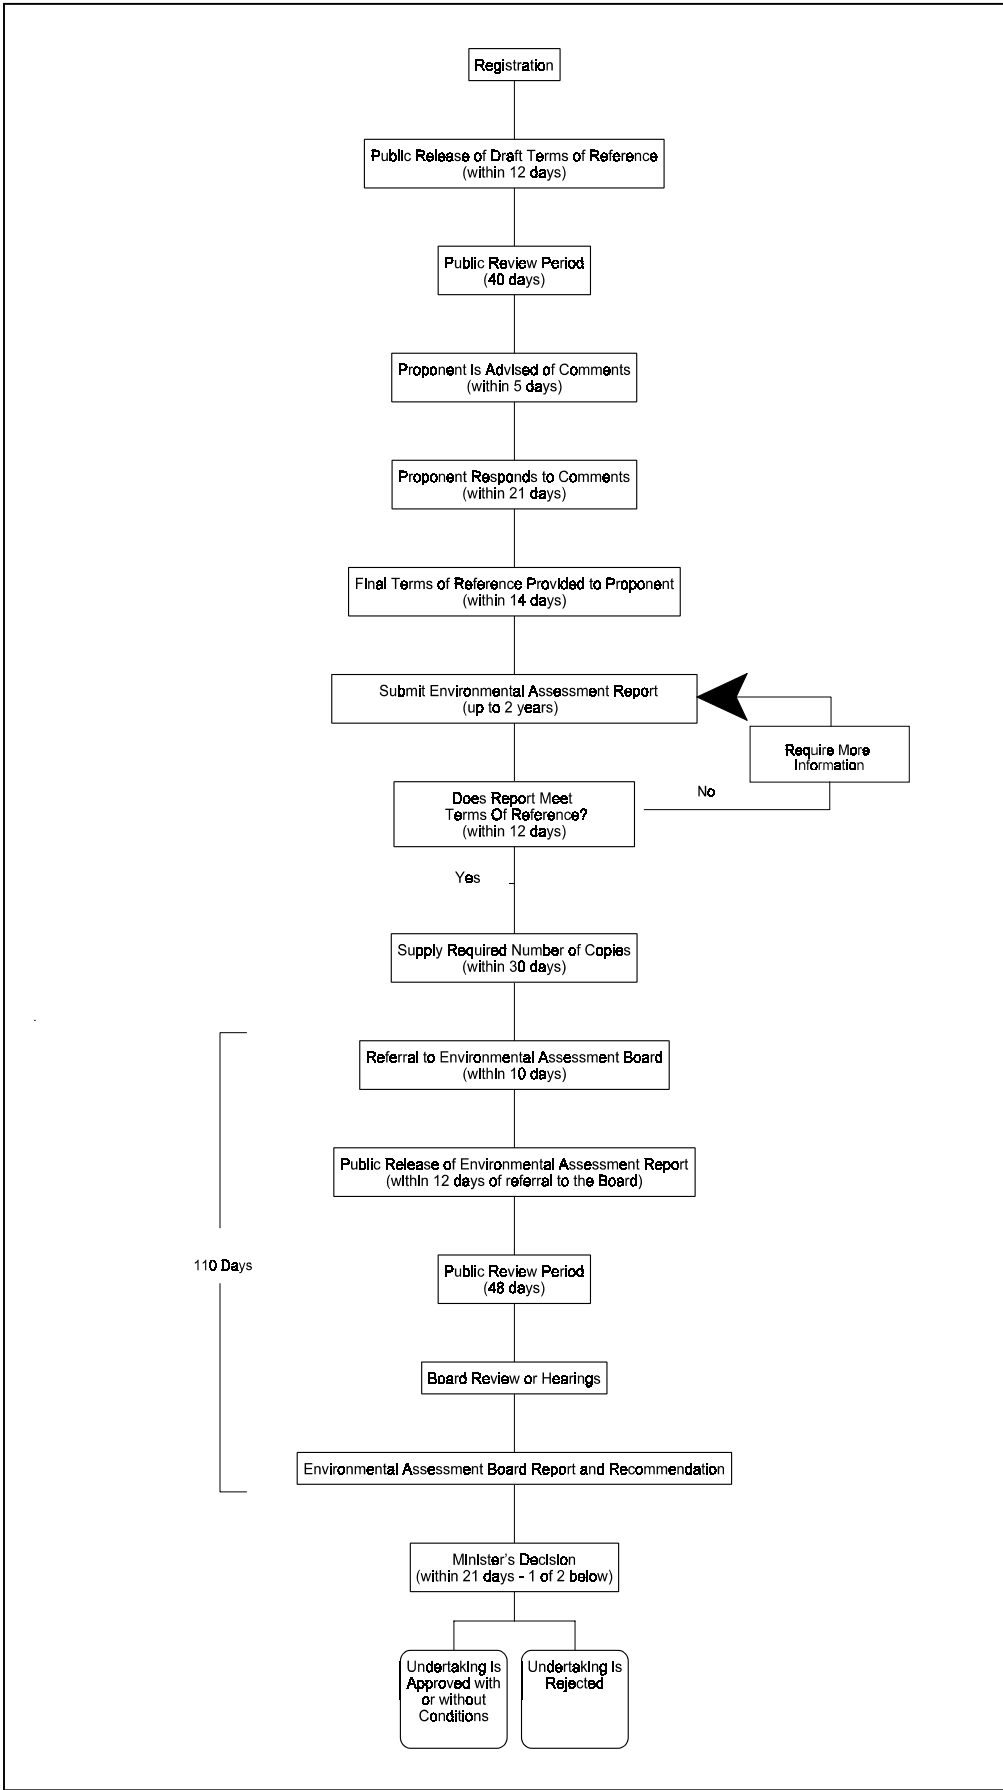 Registration
Public Release of Draft Terms of Reference
(within 12 days)
Public Review Period
(40 days)
Proponent is Advised of Comments
(within 5 days)
Proponent Responds to Comments
(within 21 days)
Final Terms of Reference Provided to Proponent
(within 14 days)
Submit Environmental Assessment Report
(up to 2 years)
Require More
Information
No
Does Report Meet
Terms Of Reference?
(within 12 days)
Yes
Supply Required Number of Copies
(within 30 days)
Referral to Environmental Assessment Board
(within 10 days)
Public Release of Environmental Assessment Report
(within 12 days of referral to the Board)
110 Days
Public Review Period
(48 days)
Board Review or Hearings
Environmental Assessment Board Report and Recommendation
Minister's Decision
(within 21 days - 1 of 2 below)
Undertaking is
Approved with
or without
Conditions
Undertaking is
Rejected